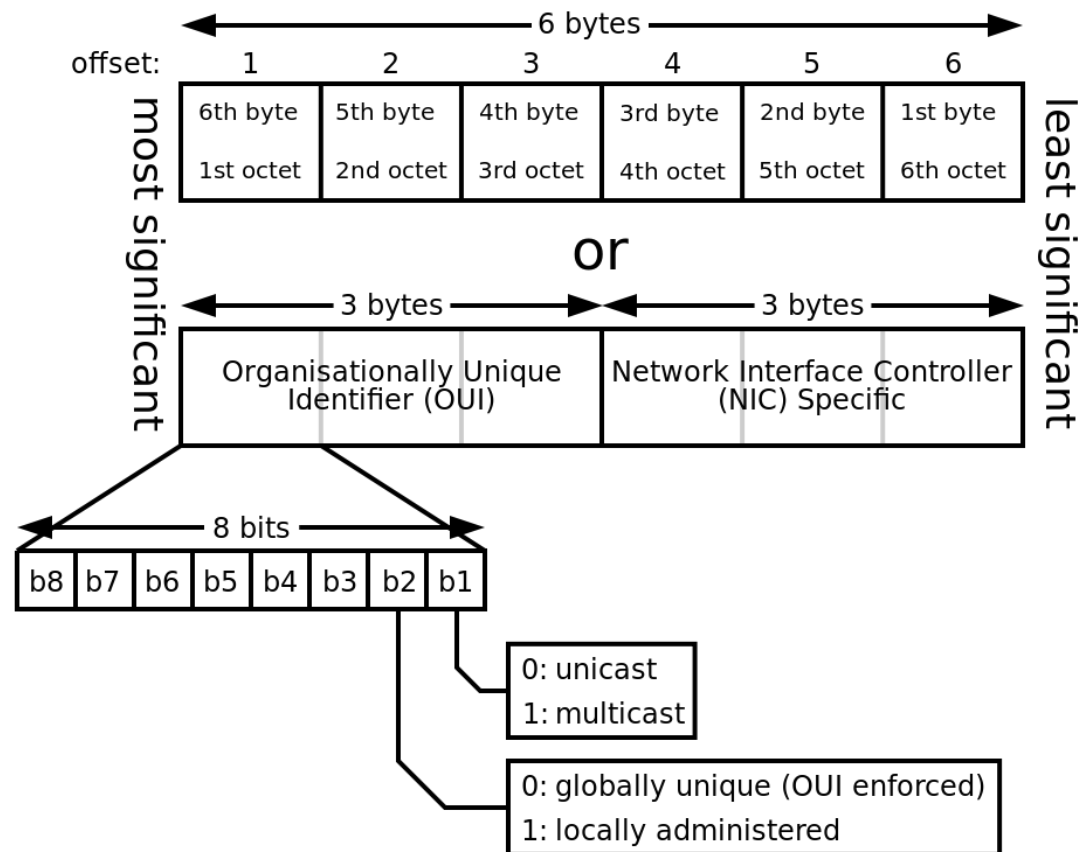 6 bytes
offset: 1 2 3 4 5 6
most significant
6th byte 5th byte 4th byte 3rd byte 2nd byte 1st byte
1st octet 2nd octet 3rd octet 4th octet 5th octet 6th octet
least significant
or
3 bytes 3 bytes
Organisationally Unique
Identifier (OUI)
Network Interface Controller
(NIC) Specific
8 bits
b8 b7 b6 b5 b4 b3 b2 b1
0: unicast
1: multicast
0: globally unique (OUI enforced)
1: locally administered